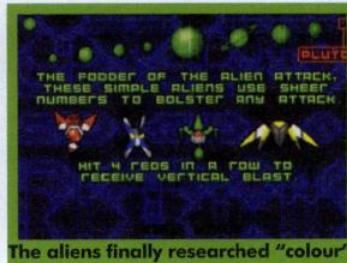 PLUTO
THE FODDER OF THE ALIEN ATTACK,
THESE SIMPLE ALIENS USE SHEER
NUMBERS TO BOLSTER ANY ATTACK
HIT 4 REDS IN A ROW TO
RECEIVE VERTICAL BLAST.
The aliens finally researched "colour"